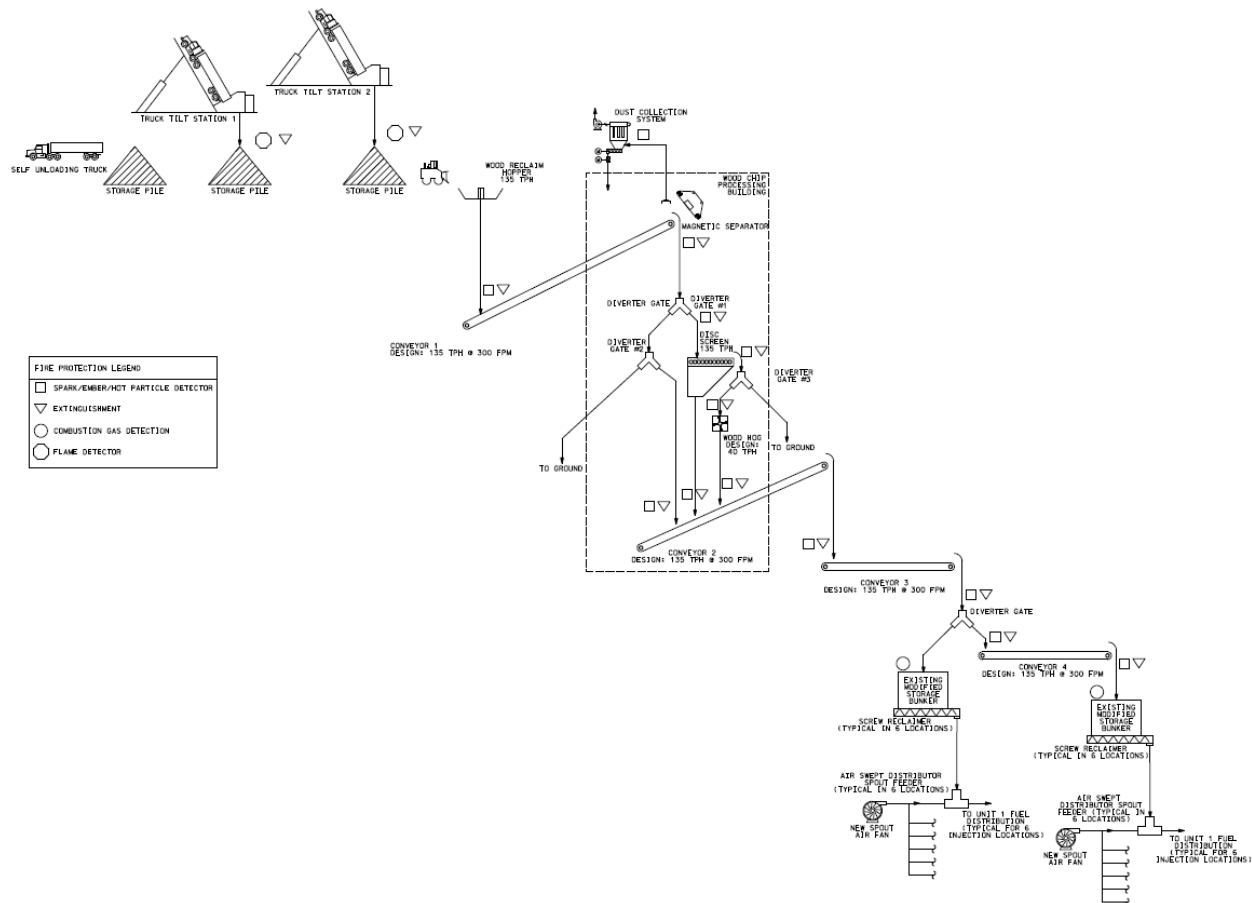 TRUCK TILT STATION 1
TRUCK TILT STATION 2
SELF UNLOADING TRUCK
STORAGE PILE
STORAGE PILE
STORAGE PILE
WOOD RECLAIM
HOPPER
135 TPH
DUST COLLECTION
SYSTEM
WOOD CHIP
PROCESSING
BUILDING
MAGNETIC SEPARATOR
DIVERTER GATE
DIVERTER
GATE #1
DIVERTER
GATE #2
DISC
SCREEN
135 TPH
DIVERTER
GATE #3
CONVEYOR 1
DESIGN: 135 TPH @ 300 FPM
FIRE PROTECTION LEGEND
SPARK/EMBER/HOT PARTICLE DETECTOR
EXTINGUISHMENT
COMBUSTION GAS DETECTION
FLAME DETECTOR
WOOD HOG
DESIGN:
40 TPH
TO GROUND
TO GROUND
CONVEYOR 2
DESIGN: 135 TPH @ 300 FPM
CONVEYOR 3
DESIGN: 135 TPH @ 300 FPM
DIVERTER GATE
CONVEYOR 4
DESIGN: 135 TPH @ 300 FPM
EXISTING
MODIFIED
STORAGE
BUNKER
SCREW RECLAIMER
(TYPICAL IN 6 LOCATIONS)
EXISTING
MODIFIED
STORAGE
BUNKER
SCREW RECLAIMER
(TYPICAL IN 6 LOCATIONS)
AIR SWEPT DISTRIBUTOR
SPOUT FEEDER
(TYPICAL IN 6 LOCATIONS)
NEW SPOUT
AIR FAN
TO UNIT 1 FUEL
DISTRIBUTION
(TYPICAL FOR 6
INJECTION LOCATIONS)
AIR SWEPT
DISTRIBUTOR SPOUT
FEEDER (TYPICAL IN
6 LOCATIONS)
NEW SPOUT
AIR FAN
TO UNIT 1 FUEL
DISTRIBUTION
(TYPICAL FOR 6
INJECTION LOCATIONS)